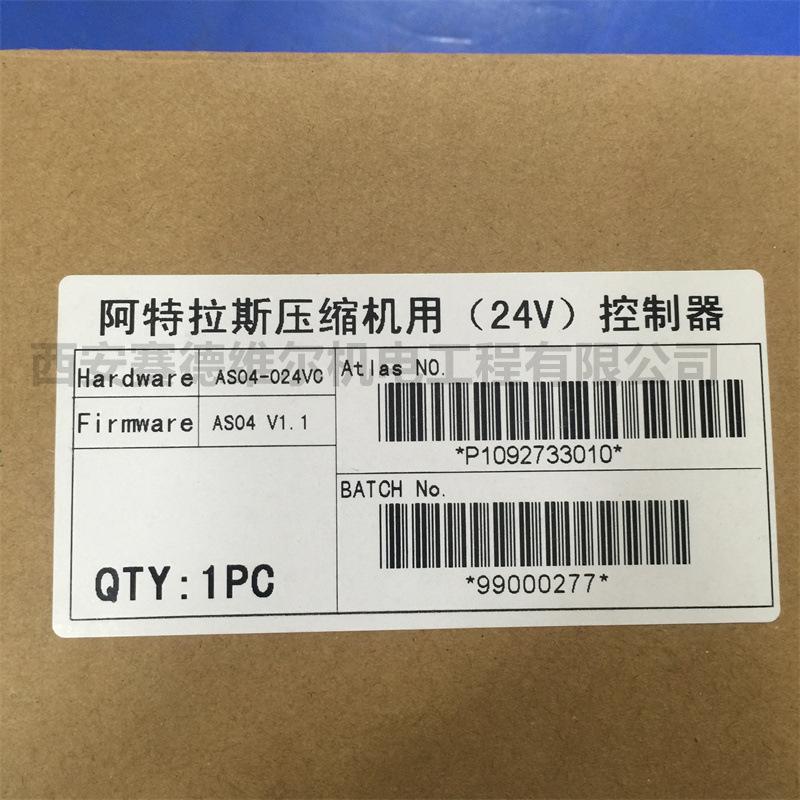 阿特拉斯压缩机用（24V）控制器
西安赛德维尔机电工程有限公司
Hardware AS04-024VC
Firmware AS04 V1.1
QTY:1PC
Atlas NO.
*P1092733010*
BATCH No.
*99000277*